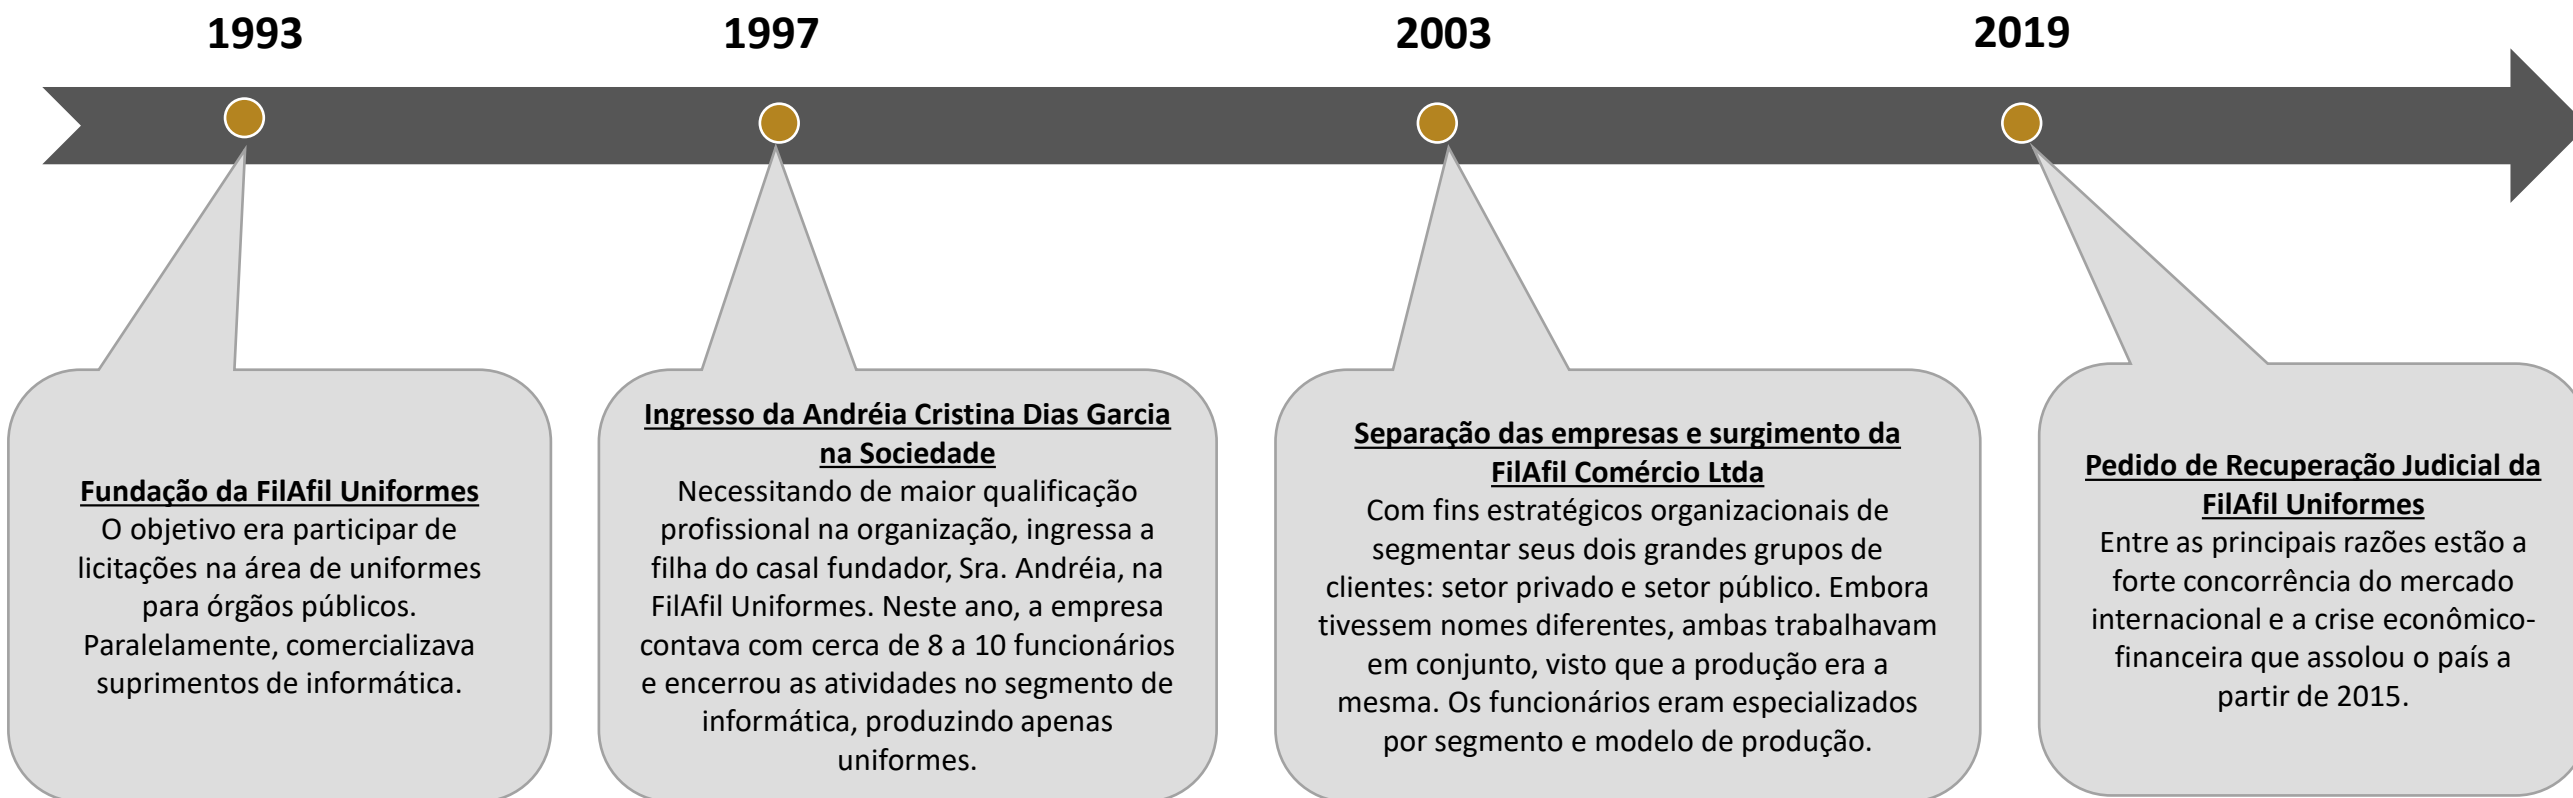 1993
1997
2003
2019
Fundação da FilAfil Uniformes
O objetivo era participar de
licitações na área de uniformes
para órgãos públicos.
Paralelamente, comercializava
suprimentos de informática.
Ingresso da Andréia Cristina Dias Garcia
na Sociedade
Necessitando de maior qualificação
profissional na organização, ingressa a
filha do casal fundador, Sra. Andréia, na
FilAfil Uniformes. Neste ano, a empresa
contava com cerca de 8 a 10 funcionários
e encerrou as atividades no segmento de
informática, produzindo apenas
uniformes.
Separação das empresas e surgimento da
FilAfil Comércio Ltda
Com fins estratégicos organizacionais de
segmentar seus dois grandes grupos de
clientes: setor privado e setor público. Embora
tivessem nomes diferentes, ambas trabalhavam
em conjunto, visto que a produção era a
mesma. Os funcionários eram especializados
por segmento e modelo de produção.
Pedido de Recuperação Judicial da
FilAfil Uniformes
Entre as principais razões estão a
forte concorrência do mercado
internacional e a crise econômico-
financeira que assolou o país a
partir de 2015.